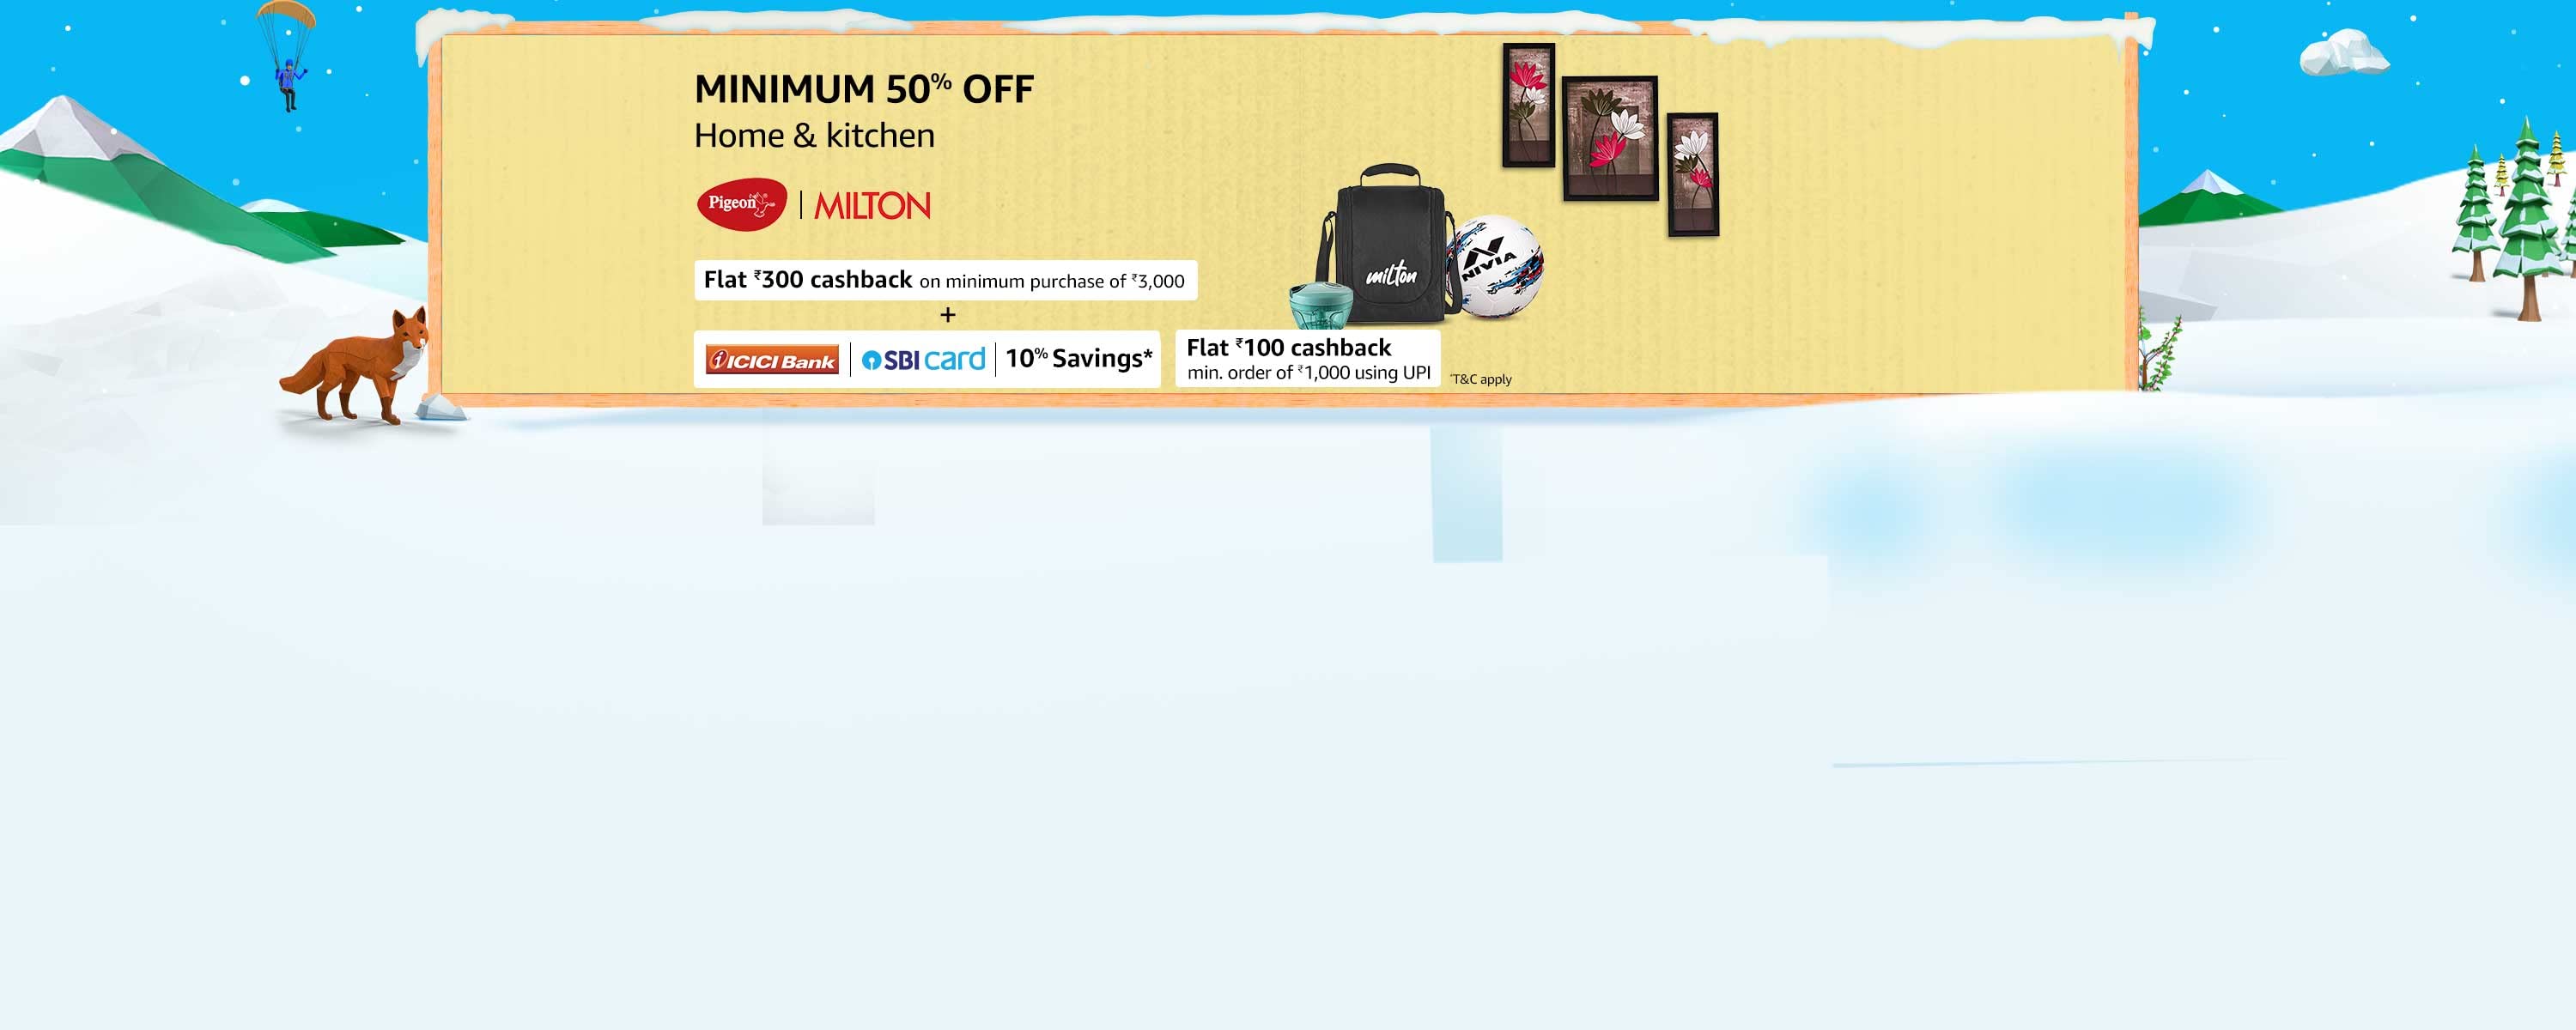 MINIMUM 50% OFF
Home & kitchen
Pigeon | MILTON
Flat ₹300 cashback on minimum purchase of ₹3,000
+
ICICI Bank | SBI card | 10% Savings*
Flat ₹100 cashback
min. order of ₹1,000 using UPI
*T&C apply
milton
NIVIA